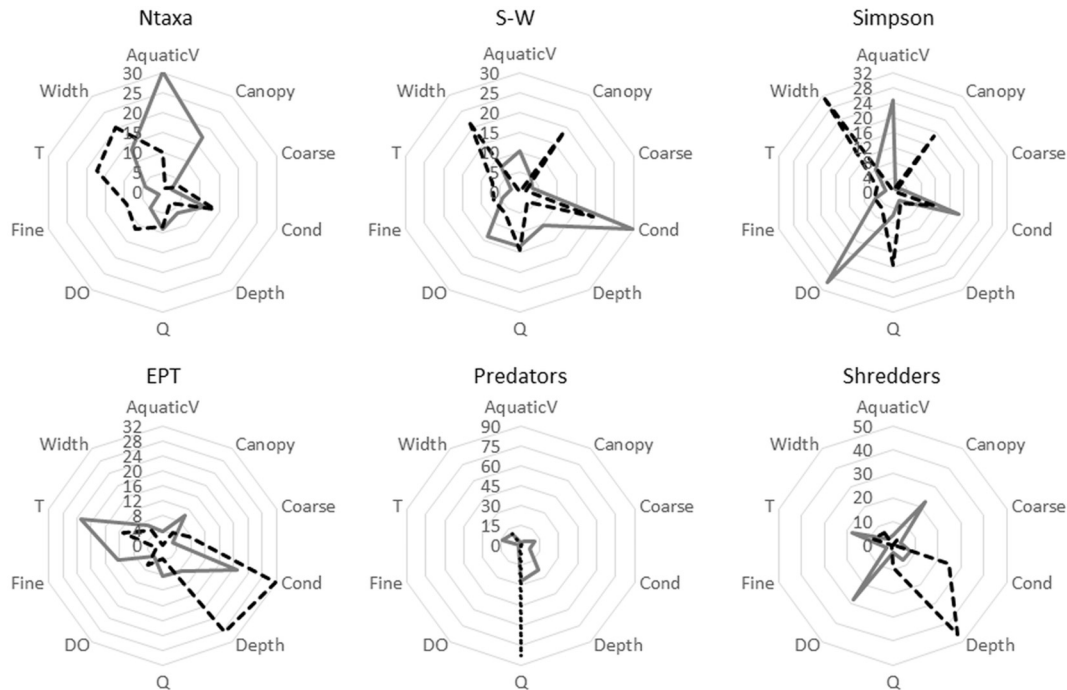 Ntaxa
AquaticV
30
Width
25
Canopy
20
15
T
10
Coarse
5
0
Fine
Cond
DO
Depth
Q
S-W
AquaticV
30
Width
25
Canopy
20
15
T
10
Coarse
5
0
Fine
Cond
DO
Depth
Q
Simpson
AquaticV
32
Width
28
Canopy
24
20
16
T
12
Coarse
8
4
0
Fine
Cond
DO
Depth
Q
EPT
AquaticV
32
Width
28
Canopy
24
20
16
T
12
Coarse
8
4
0
Fine
Cond
DO
Depth
Q
Predators
AquaticV
90
Width
75
Canopy
60
45
T
30
Coarse
15
0
Fine
Cond
DO
Depth
Q
Shredders
AquaticV
50
Width
40
Canopy
30
20
T
Coarse
10
0
Fine
Cond
DO
Depth
Q